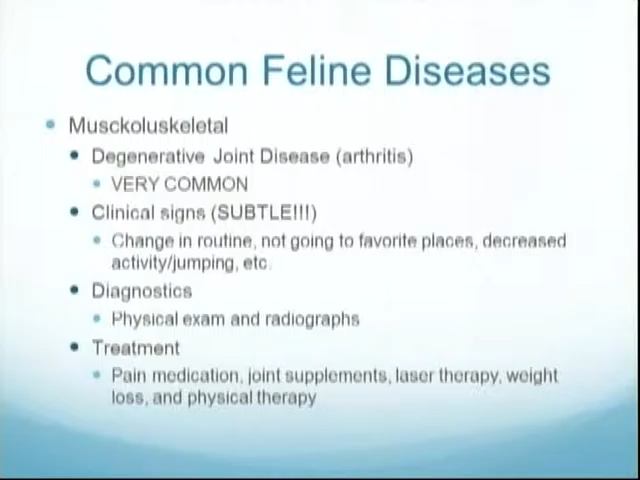 Common Feline Diseases
Musckoluskeletal
Degenerative Joint Disease (arthritis)
VERY COMMON
Clinical signs (SUBTLE!!!)
Change in routine, not going to favorite places, decreased
activity/jumping, etc.
Diagnostics
Physical exam and radiographs
Treatment
Pain medication, joint supplements, laser therapy, weight
loss, and physical therapy